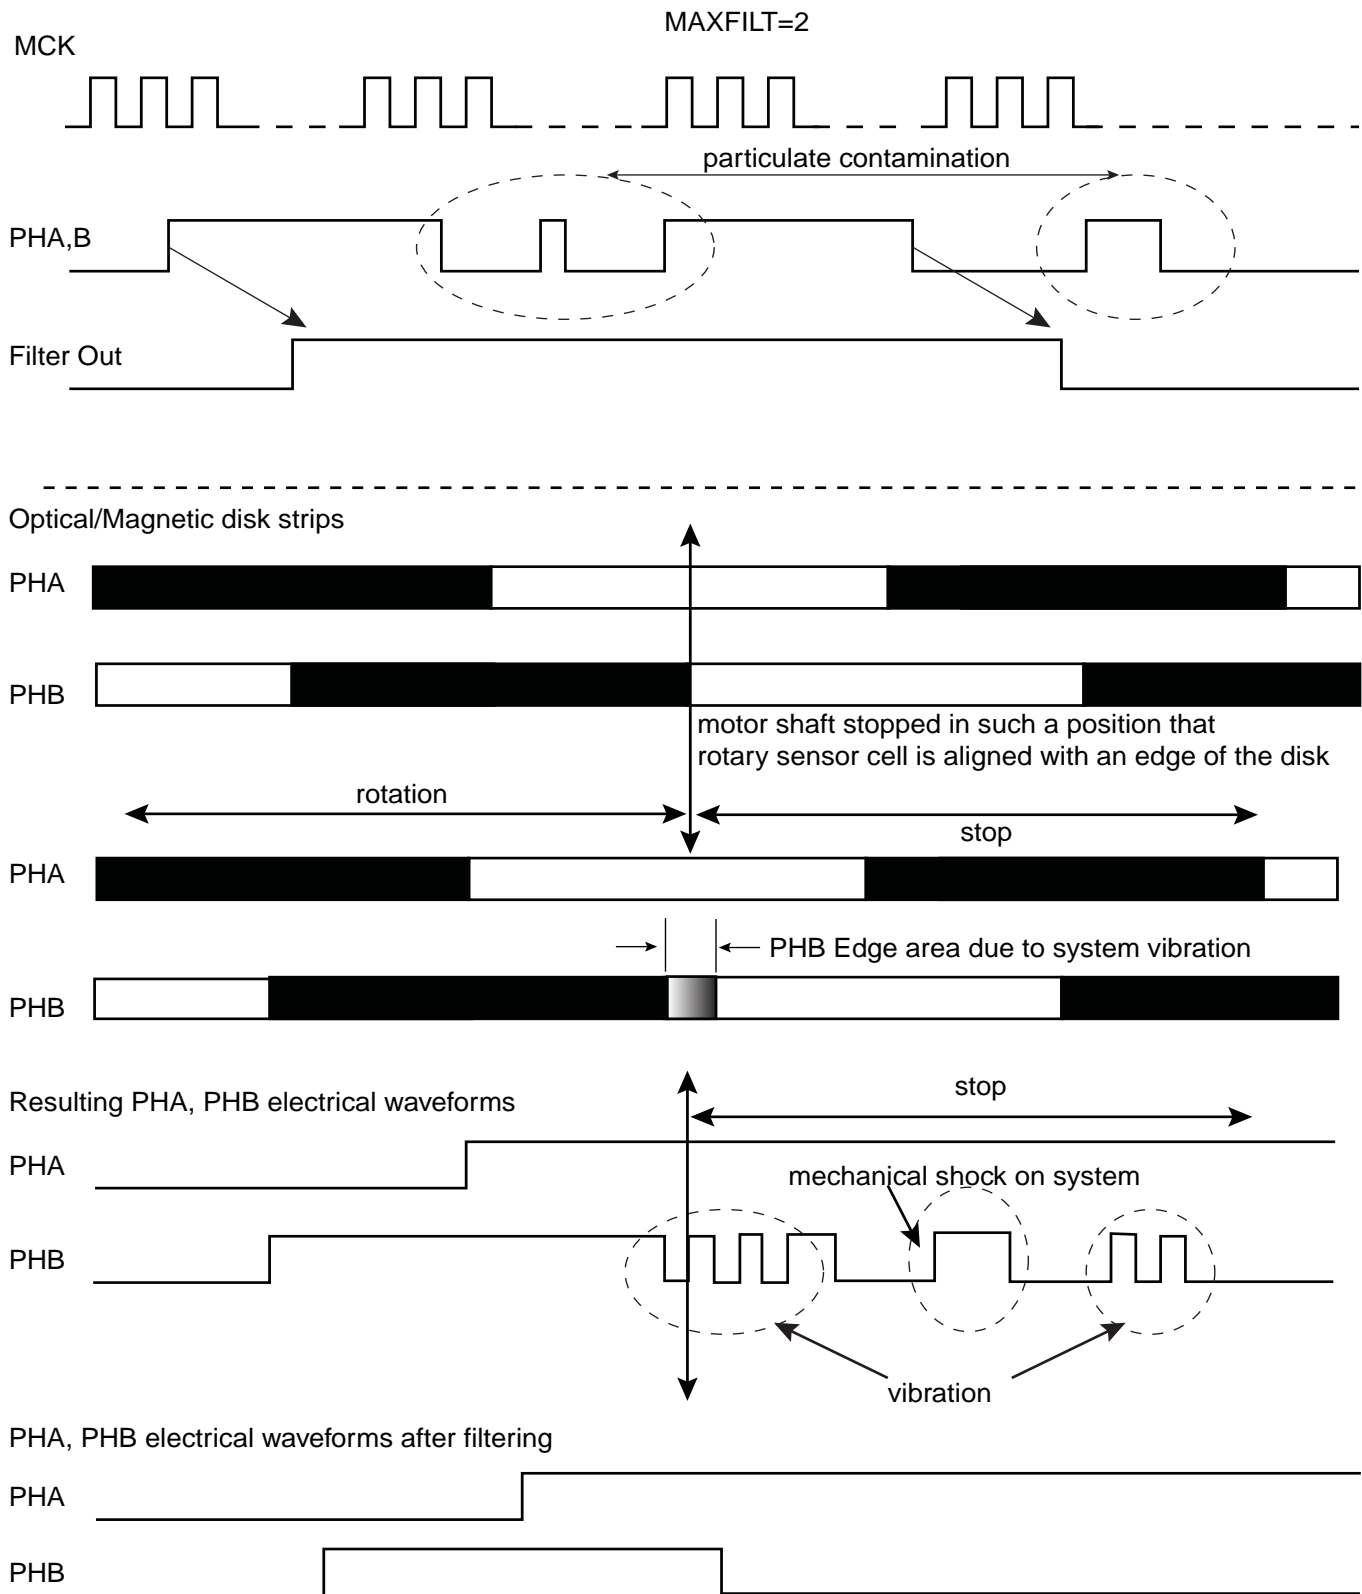 MAXFILT=2
MCK
particulate contamination
PHA,B
Filter Out
Optical/Magnetic disk strips
PHA
PHB
motor shaft stopped in such a position that
rotary sensor cell is aligned with an edge of the disk
rotation
stop
PHA
PHB Edge area due to system vibration
PHB
Resulting PHA, PHB electrical waveforms
stop
PHA
mechanical shock on system
PHB
vibration
PHA, PHB electrical waveforms after filtering
PHA
PHB